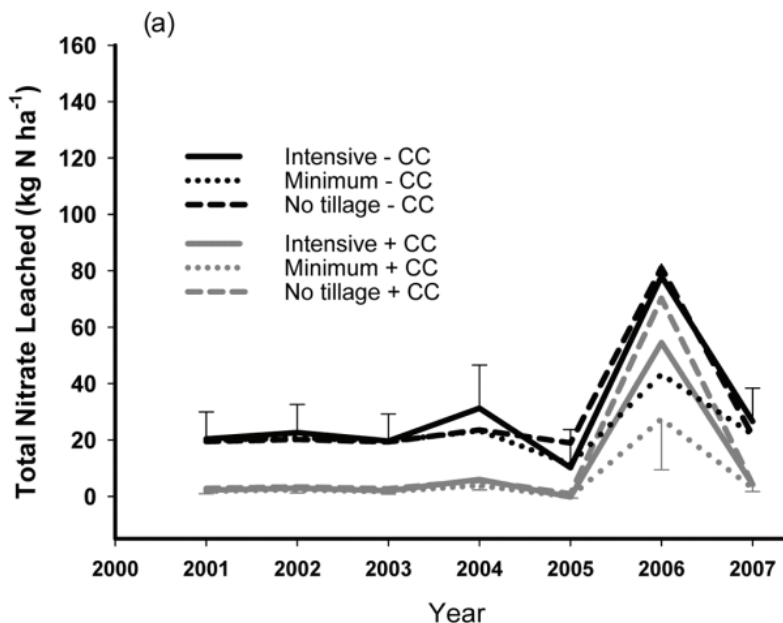 (a)
Total Nitrate Leached (kg N ha⁻¹)
160
140
120
100
80
60
40
20
0
Intensive - CC
Minimum - CC
No tillage - CC
Intensive + CC
Minimum + CC
No tillage + CC
2000 2001 2002 2003 2004 2005 2006 2007
Year